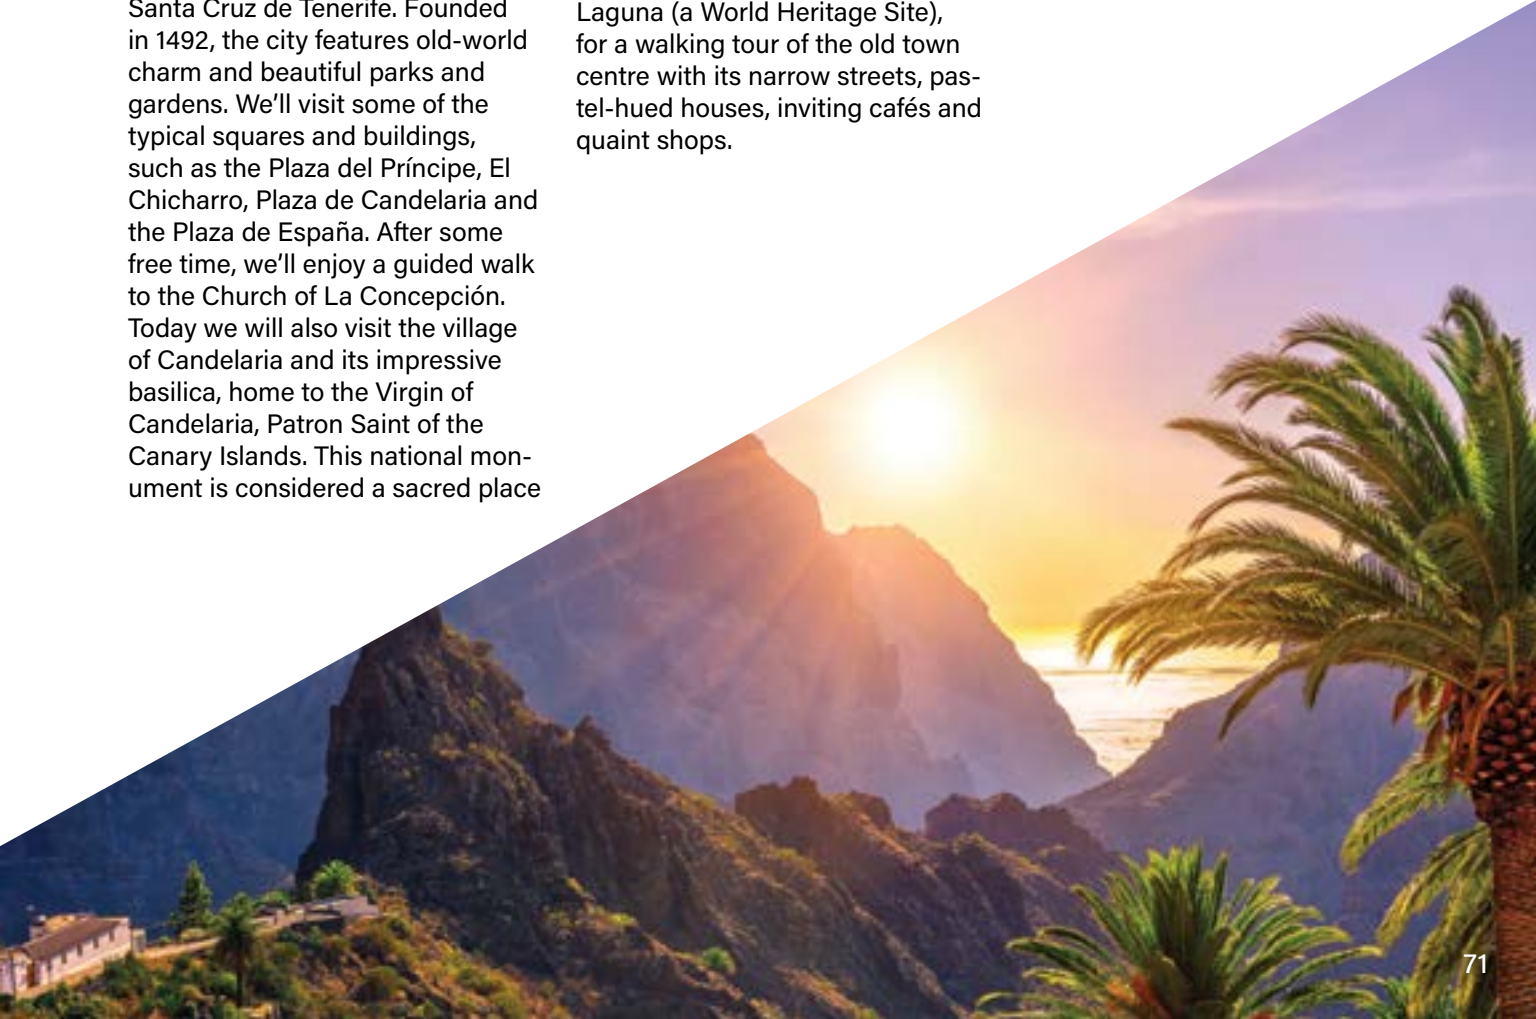 Santa Cruz de Tenerife. Founded
in 1492, the city features old-world
charm and beautiful parks and
gardens. We’ll visit some of the
typical squares and buildings,
such as the Plaza del Príncipe, El
Chicharro, Plaza de Candelaria and
the Plaza de España. After some
free time, we’ll enjoy a guided walk
to the Church of La Concepción.
Today we will also visit the village
of Candelaria and its impressive
basilica, home to the Virgin of
Candelaria, Patron Saint of the
Canary Islands. This national mon-
ument is considered a sacred place
Laguna (a World Heritage Site),
for a walking tour of the old town
centre with its narrow streets, pas-
tel-hued houses, inviting cafés and
quaint shops.
71